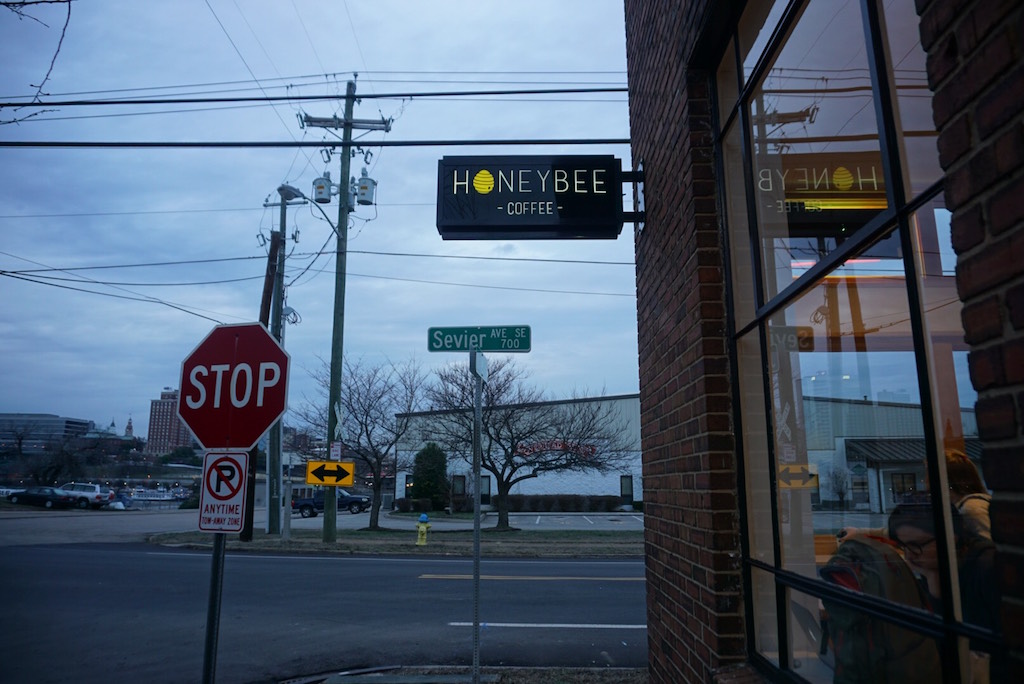 HONEYBEE
- COFFEE -
Sevier AVE SE
700
STOP
P
ANYTIME
TOW-AWAY ZONE